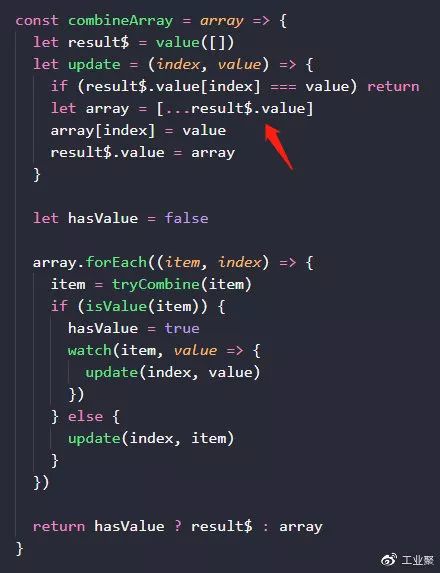 const combineArray = array => {
  let result$ = value([])
  let update = (index, value) => {
    if (result$.value[index] === value) return
    let array = [...result$.value]
    array[index] = value
    result$.value = array
  }

  let hasValue = false

  array.forEach((item, index) => {
    item = tryCombine(item)
    if (isValue(item)) {
      hasValue = true
      watch(item, value => {
        update(index, value)
      })
    } else {
      update(index, item)
    }
  })

  return hasValue ? result$ : array
}
工业聚